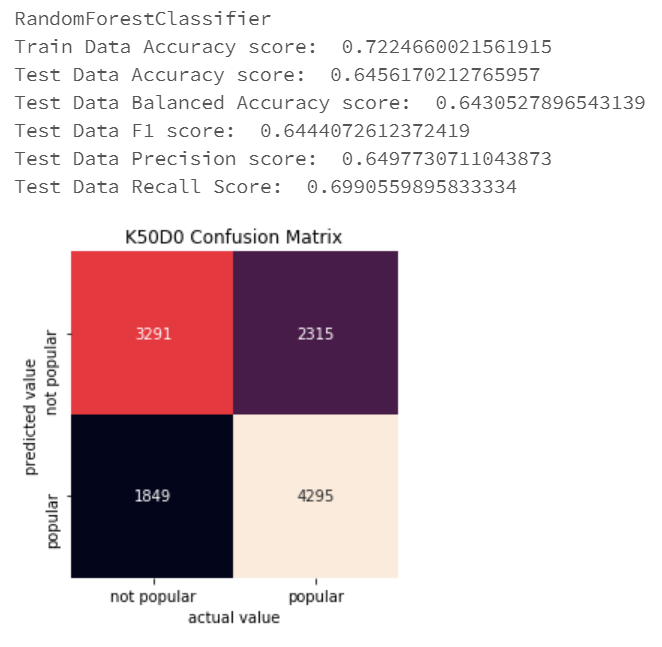 RandomForestClassifier
Train Data Accuracy score: 0.7224660021561915
Test Data Accuracy score: 0.6456170212765957
Test Data Balanced Accuracy score: 0.6430527896543139
Test Data F1 score: 0.6444072612372419
Test Data Precision score: 0.6497730711043873
Test Data Recall Score: 0.6990559895833334
K50D0 Confusion Matrix
predicted value
not popular
3291
2315
popular
1849
4295
not popular
popular
actual value